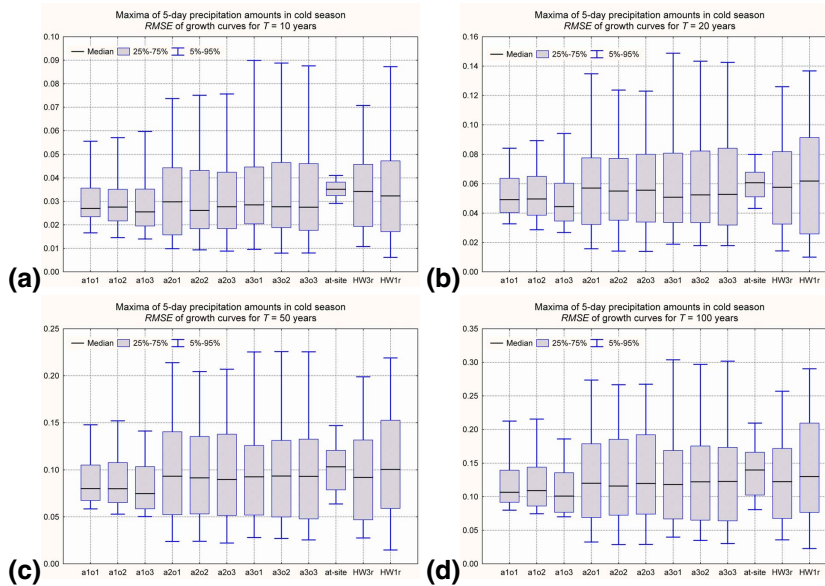 (a)
Maxima of 5-day precipitation amounts in cold season
RMSE of growth curves for T = 10 years
Median 25%-75% 5%-95%
0.10
0.09
0.08
0.07
0.06
0.05
0.04
0.03
0.02
0.01
0.00
a1o1 a1o2 a1o3 a2o1 a2o2 a2o3 a3o1 a3o2 a3o3 at-site HW3r HW1r
(b)
Maxima of 5-day precipitation amounts in cold season
RMSE of growth curves for T = 20 years
Median 25%-75% 5%-95%
0.16
0.14
0.12
0.10
0.08
0.06
0.04
0.02
0.00
a1o1 a1o2 a1o3 a2o1 a2o2 a2o3 a3o1 a3o2 a3o3 at-site HW3r HW1r
(c)
Maxima of 5-day precipitation amounts in cold season
RMSE of growth curves for T = 50 years
Median 25%-75% 5%-95%
0.25
0.20
0.15
0.10
0.05
0.00
a1o1 a1o2 a1o3 a2o1 a2o2 a2o3 a3o1 a3o2 a3o3 at-site HW3r HW1r
(d)
Maxima of 5-day precipitation amounts in cold season
RMSE of growth curves for T = 100 years
Median 25%-75% 5%-95%
0.35
0.30
0.25
0.20
0.15
0.10
0.05
0.00
a1o1 a1o2 a1o3 a2o1 a2o2 a2o3 a3o1 a3o2 a3o3 at-site HW3r HW1r